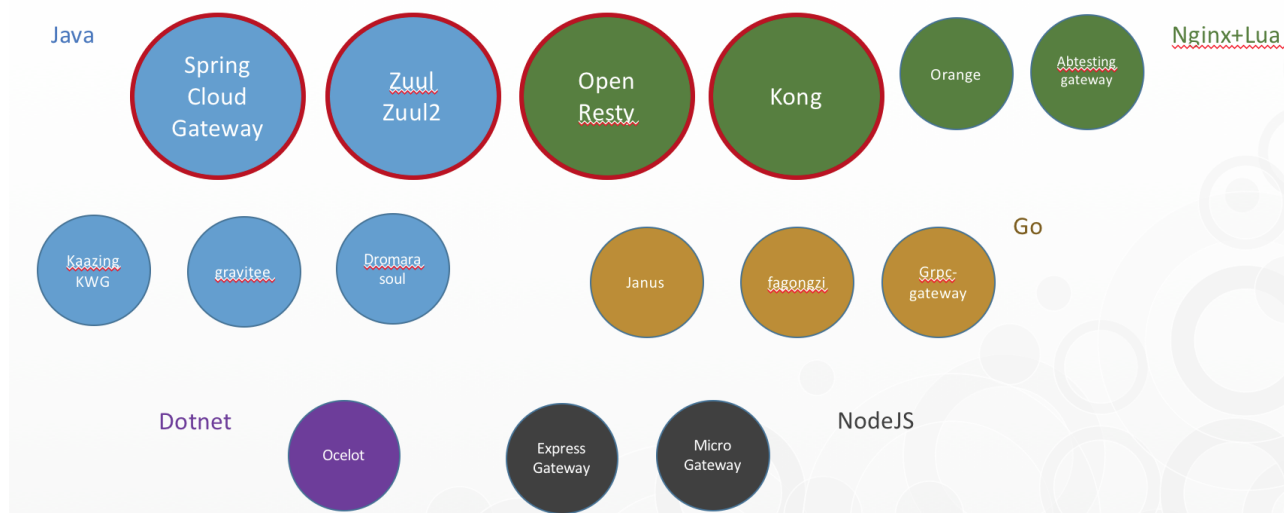 Java
Spring
Cloud
Gateway
Zuul
Zuul2
Open
Resty
Kong
Orange
Abtesting
gateway
Nginx+Lua
Kaazing
KWG
gravitee
Dromara
soul
Janus
fagongzi
Grpc-
gateway
Go
Dotnet
Ocelot
Express
Gateway
Micro
Gateway
NodeJS